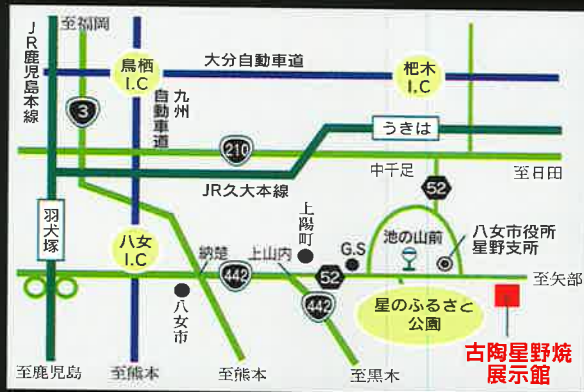 至福岡
JR鹿児島本線
鳥栖
I.C
大分自動車道
杷木
I.C
3
九州
自動車道
うきは
210
中千足
至日田
JR久大本線
52
羽犬塚
八女
I.C
納楚
上山内
上陽町
G.S
池の山前
八女市役所
星野支所
442
52
至矢部
八女市
442
星のふるさと
公園
古陶星野焼
展示館
至鹿児島
至熊本
至熊本
至黒木